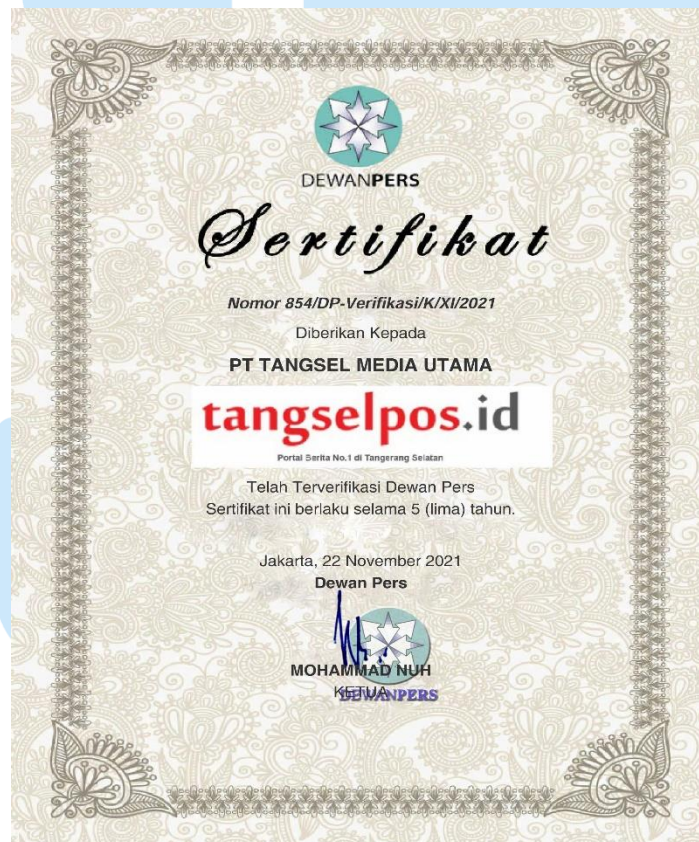 DEWANPERS
Sertifikat
Nomor 854/DP-Verifikasi/K/XI/2021
Diberikan Kepada
PT TANGSEL MEDIA UTAMA
tangselpos.id
Portal Berita No.1 di Tangerang Selatan
Telah Terverifikasi Dewan Pers
Sertifikat ini berlaku selama 5 (lima) tahun.
Jakarta, 22 November 2021
Dewan Pers
MOHAMMAD NUH
KETUA
DEWANPERS